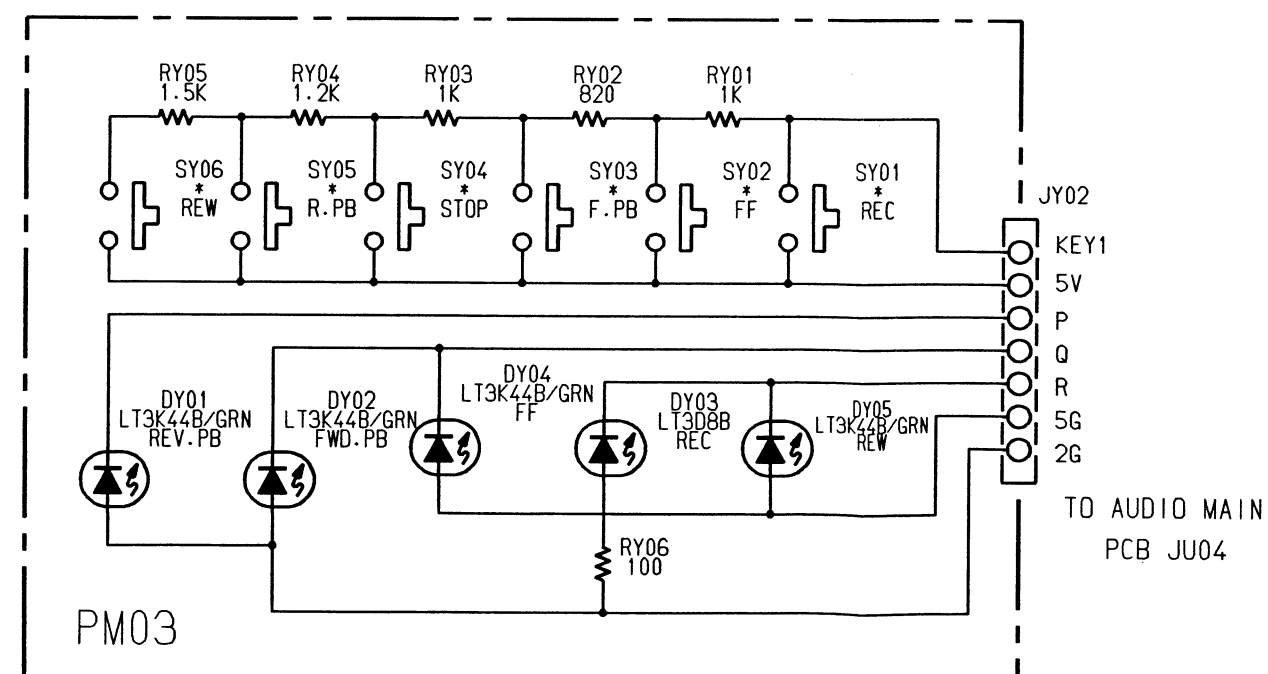 RY05
1.5K
RY04
1.2K
RY03
1K
RY02
820
RY01
1K
SY06
*
REW
SY05
*
R.PB
SY04
*
STOP
SY03
*
F.PB
SY02
*
FF
SY01
*
REC
JY02
KEY1
5V
P
Q
R
5G
2G
DY01
LT3K44B/GRN
REV.PB
DY02
LT3K44B/GRN
FWD.PB
DY04
LT3K44B/GRN
FF
DY03
LT3D8B
REC
DY05
LT3K44B/GRN
REW
RY06
100
TO AUDIO MAIN
PCB JU04
PM03